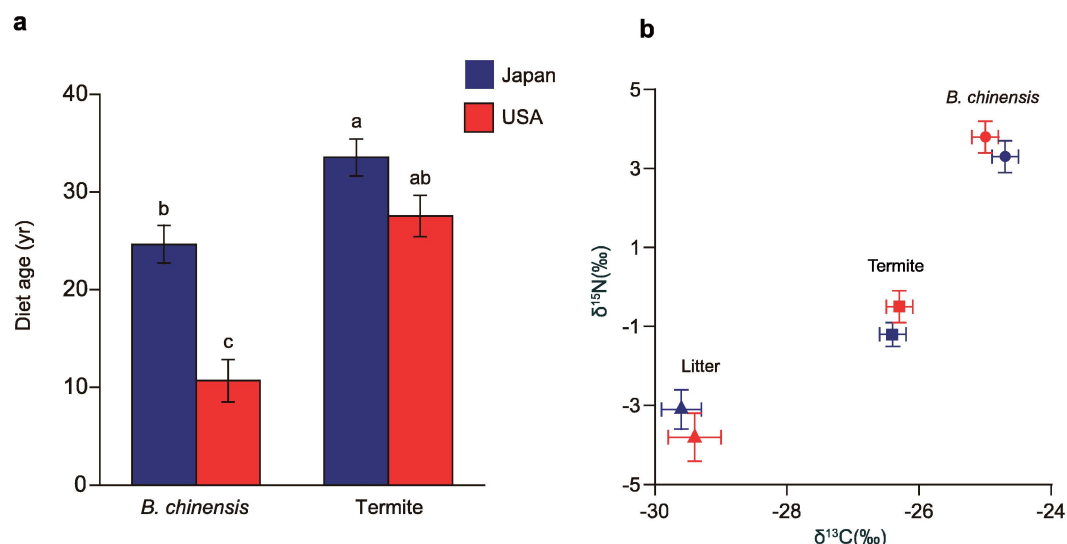 a
Japan
USA
Diet age (yr)
40
30
20
10
0
b
c
a
ab
B. chinensis
Termite
b
δ¹⁵N(‰)
5
3
1
-1
-3
-5
B. chinensis
Termite
Litter
-30
-28
-26
-24
δ¹³C(‰)